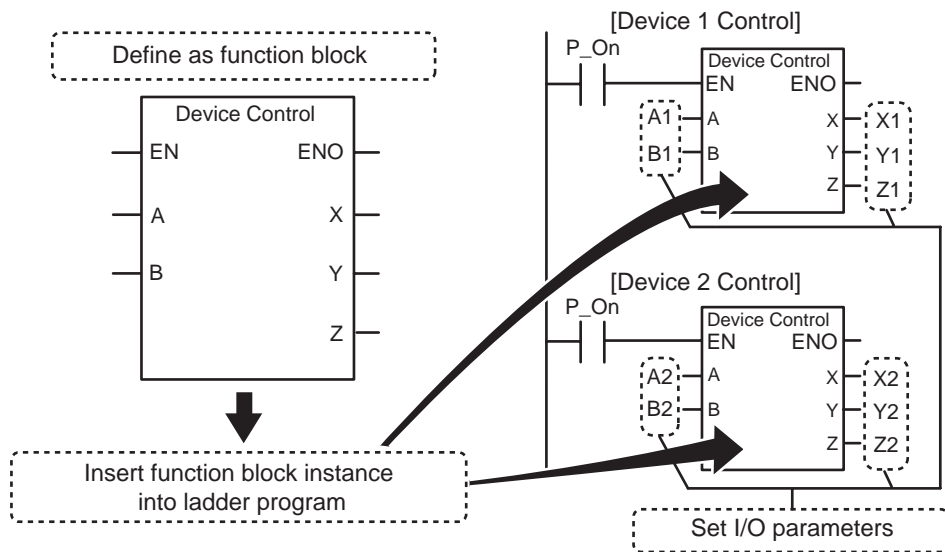 Define as function block
Device Control
EN ENO
A X
B Y
Z
Insert function block instance
into ladder program
[Device 1 Control]
P_On
Device Control
EN ENO
A1 A X X1
B1 B Y Y1
Z Z1
[Device 2 Control]
P_On
Device Control
EN ENO
A2 A X X2
B2 B Y Y2
Z Z2
Set I/O parameters